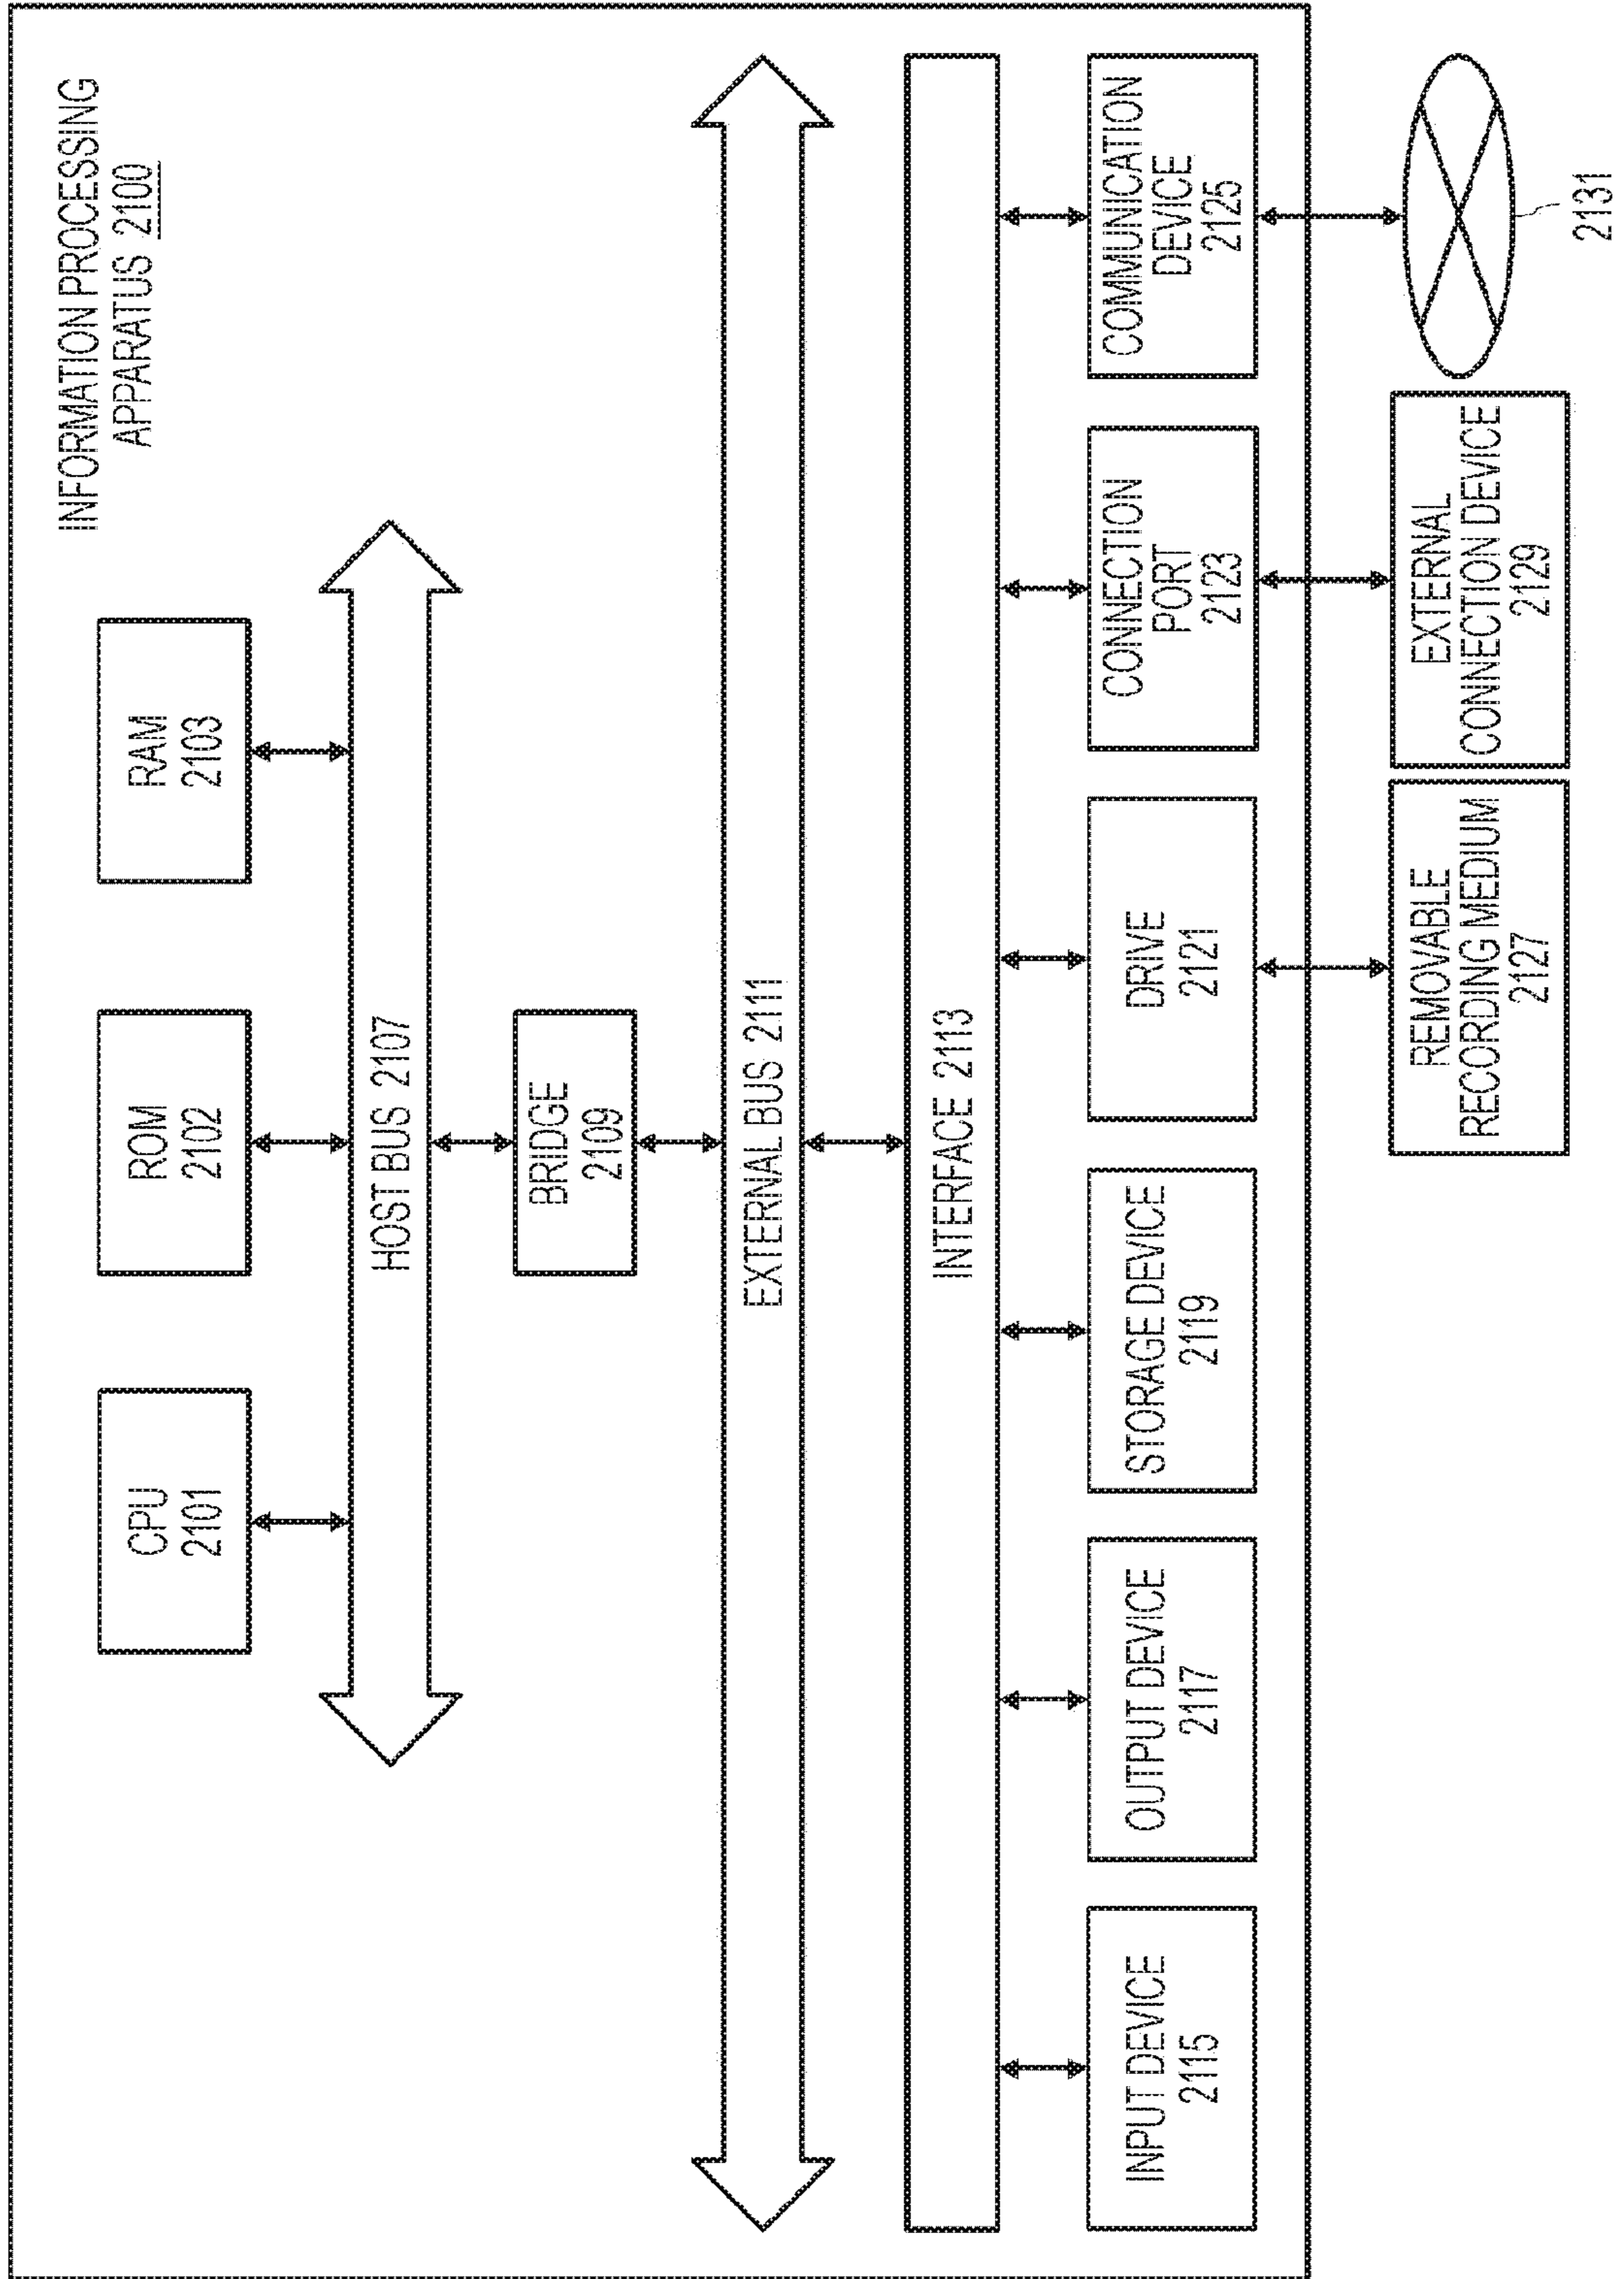 INFORMATION PROCESSING
APPARATUS 2100
CPU
2101
ROM
2102
RAM
2103
HOST BUS 2107
BRIDGE
2109
EXTERNAL BUS 2111
INTERFACE 2113
INPUT DEVICE
2115
OUTPUT DEVICE
2117
STORAGE DEVICE
2119
DRIVE
2121
CONNECTION
PORT
2123
COMMUNICATION
DEVICE
2125
REMOVABLE
RECORDING MEDIUM
2127
EXTERNAL
CONNECTION DEVICE
2129
2131